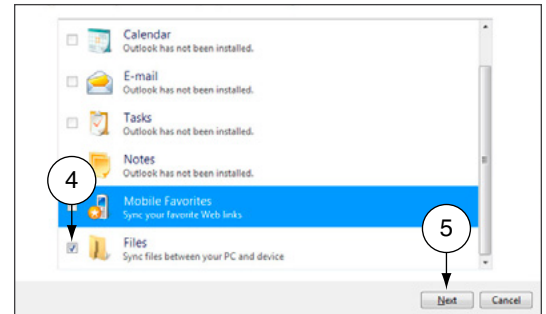 Calendar
Outlook has not been installed.
E-mail
Outlook has not been installed.
Tasks
Outlook has not been installed.
Notes
Outlook has not been installed.
4
Mobile Favorites
Sync your favorite Web links
5
Files
Sync files between your PC and device
Next Cancel